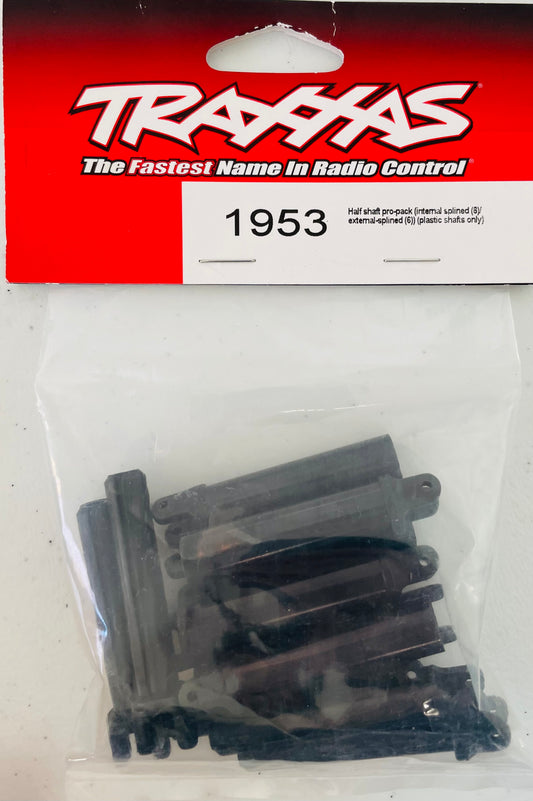 TRAXXAS
The Fastest Name In Radio Control
1953
Half shaft pro-pack (internal splined (6)/
external-splined (6)) (plastic shafts only)